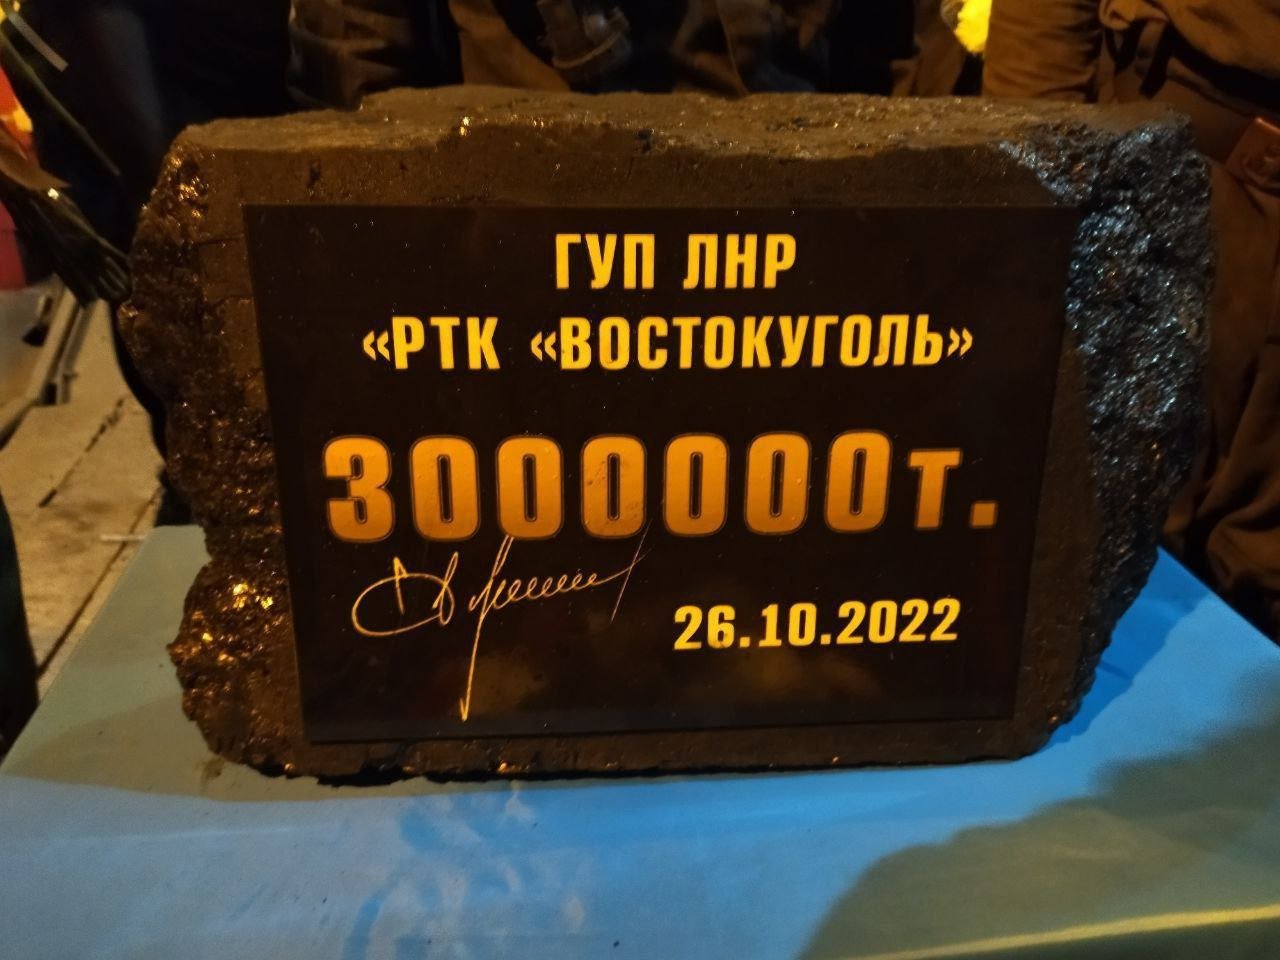 ГУП ЛНР
«РТК «ВОСТОКУГОЛЬ»
3000000т.
26.10.2022